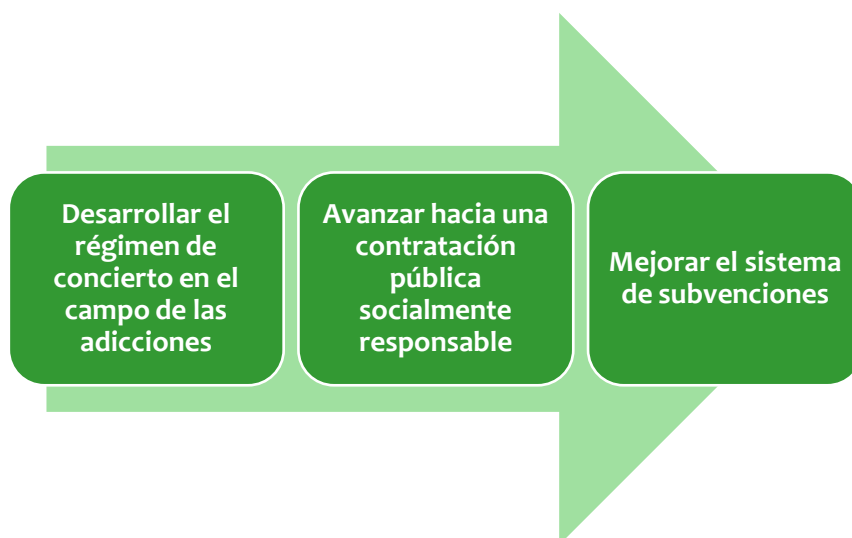 Desarrollar el
régimen de
concierto en el
campo de las
adicciones
Avanzar hacia una
contratación
pública
socialmente
responsable
Mejorar el sistema
de subvenciones